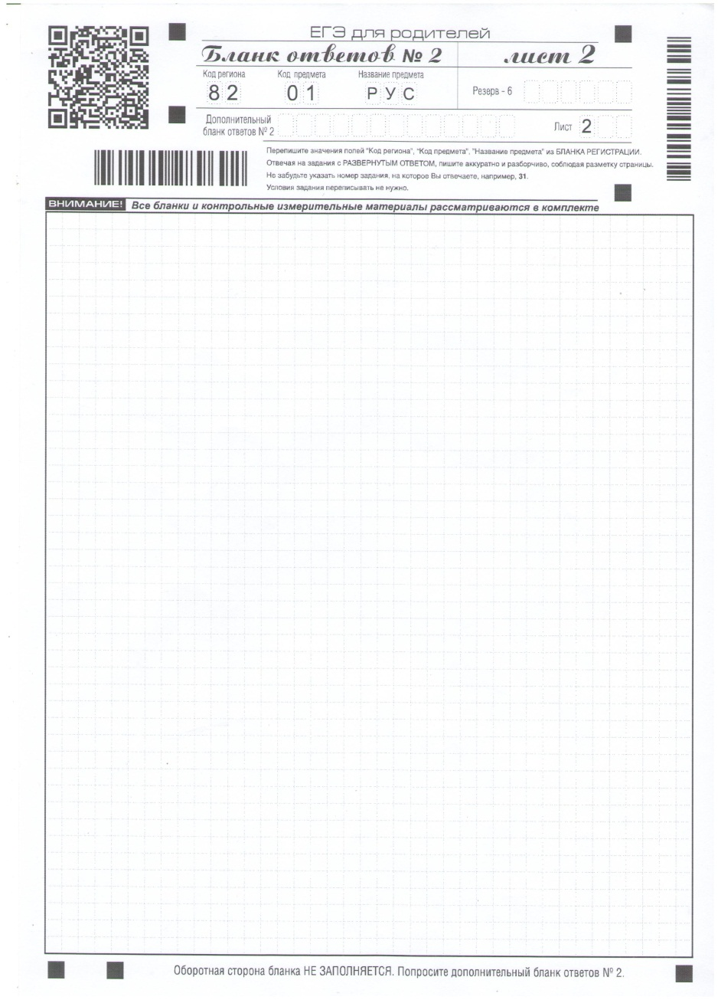 ЕГЭ для родителей
Бланк ответов № 2 лист 2
Код региона Код предмета Название предмета
82 01 РУС Резерв - 6
Дополнительный
бланк ответов № 2 Лист 2
Перепишите значения полей "Код региона", "Код предмета", "Название предмета" из БЛАНКА РЕГИСТРАЦИИ.
Отвечая на задания с РАЗВЕРНУТЫМ ОТВЕТОМ, пишите аккуратно и разборчиво, соблюдая разметку страницы.
Не забудьте указать номер задания, на которое Вы отвечаете, например, 31.
Условия задания переписывать не нужно.
ВНИМАНИЕ! Все бланки и контрольные измерительные материалы рассматриваются в комплекте
Оборотная сторона бланка НЕ ЗАПОЛНЯЕТСЯ. Попросите дополнительный бланк ответов № 2.